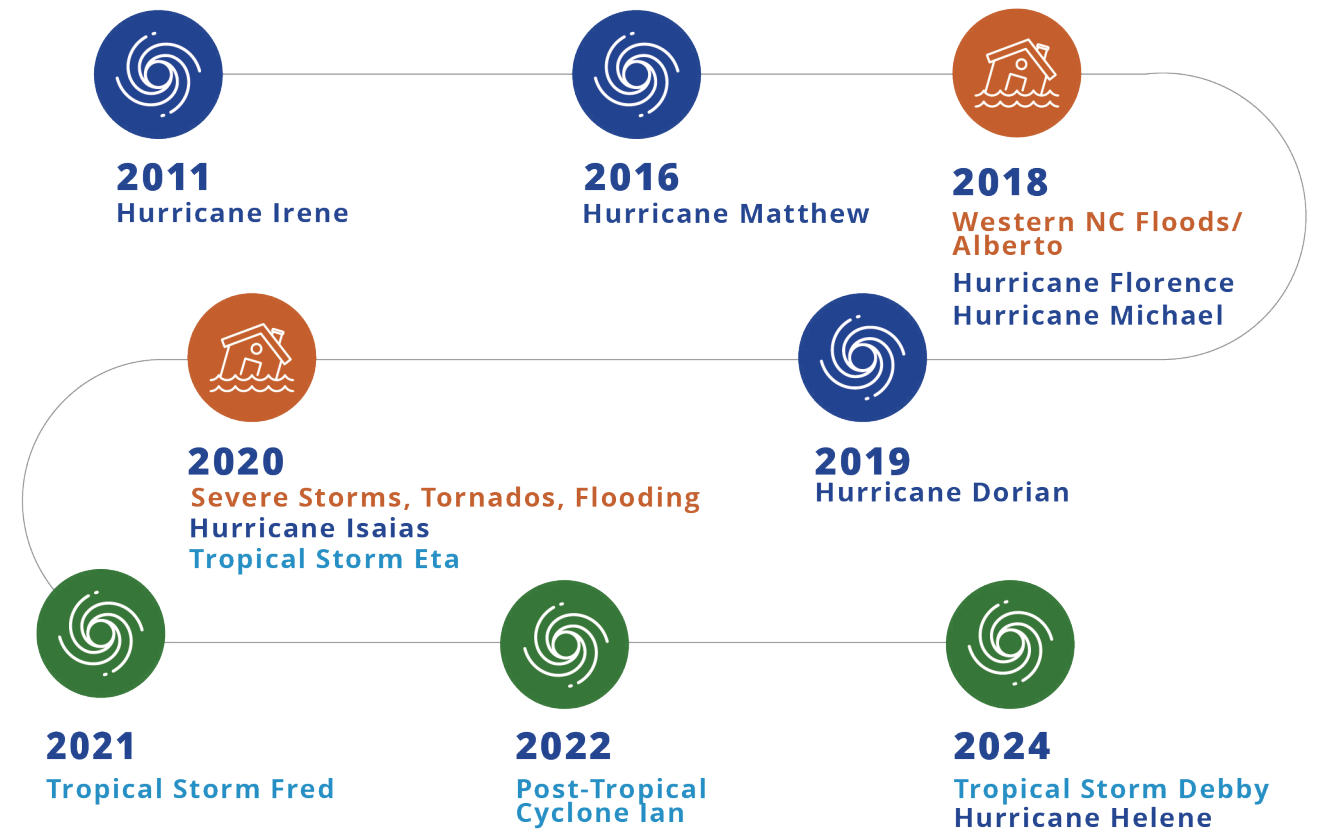 2011
Hurricane Irene
2016
Hurricane Matthew
2018
Western NC Floods/
Alberto
Hurricane Florence
Hurricane Michael
2019
Hurricane Dorian
2020
Severe Storms, Tornados, Flooding
Hurricane Isaias
Tropical Storm Eta
2021
Tropical Storm Fred
2022
Post-Tropical
Cyclone Ian
2024
Tropical Storm Debby
Hurricane Helene